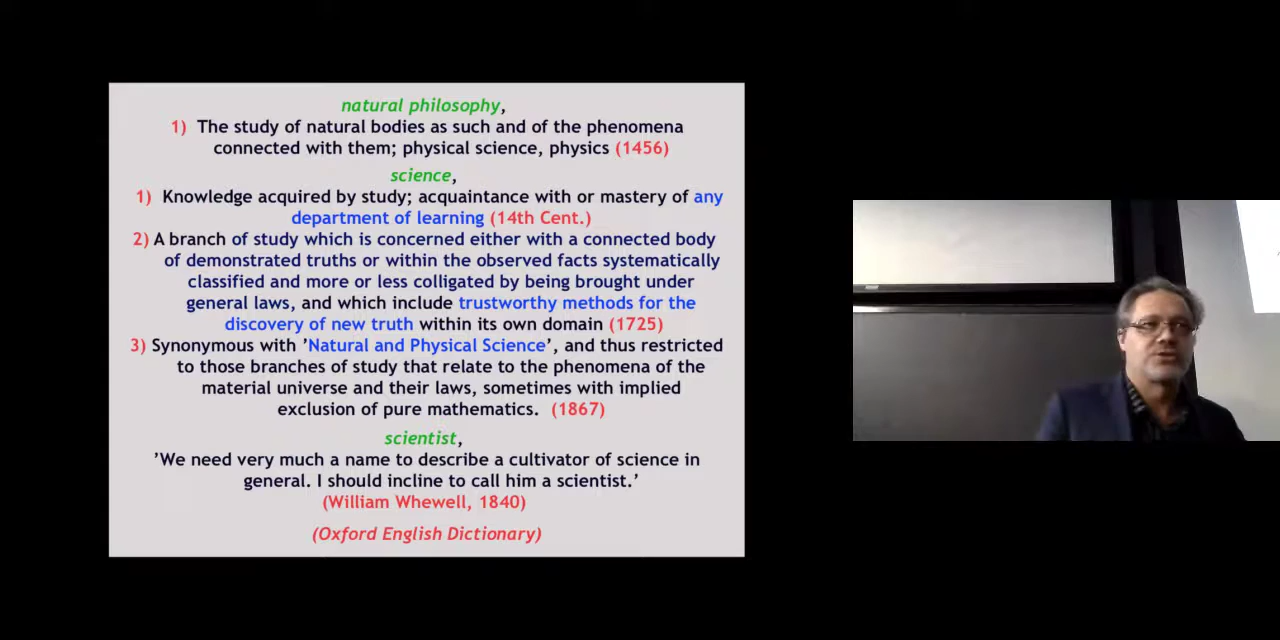 natural philosophy,
1) The study of natural bodies as such and of the phenomena
connected with them; physical science, physics (1456)
science,
1) Knowledge acquired by study; acquaintance with or mastery of any
department of learning (14th Cent.)
2) A branch of study which is concerned either with a connected body
of demonstrated truths or within the observed facts systematically
classified and more or less colligated by being brought under
general laws, and which include trustworthy methods for the
discovery of new truth within its own domain (1725)
3) Synonymous with ’Natural and Physical Science’, and thus restricted
to those branches of study that relate to the phenomena of the
material universe and their laws, sometimes with implied
exclusion of pure mathematics. (1867)
scientist,
’We need very much a name to describe a cultivator of science in
general. I should incline to call him a scientist.’
(William Whewell, 1840)
(Oxford English Dictionary)